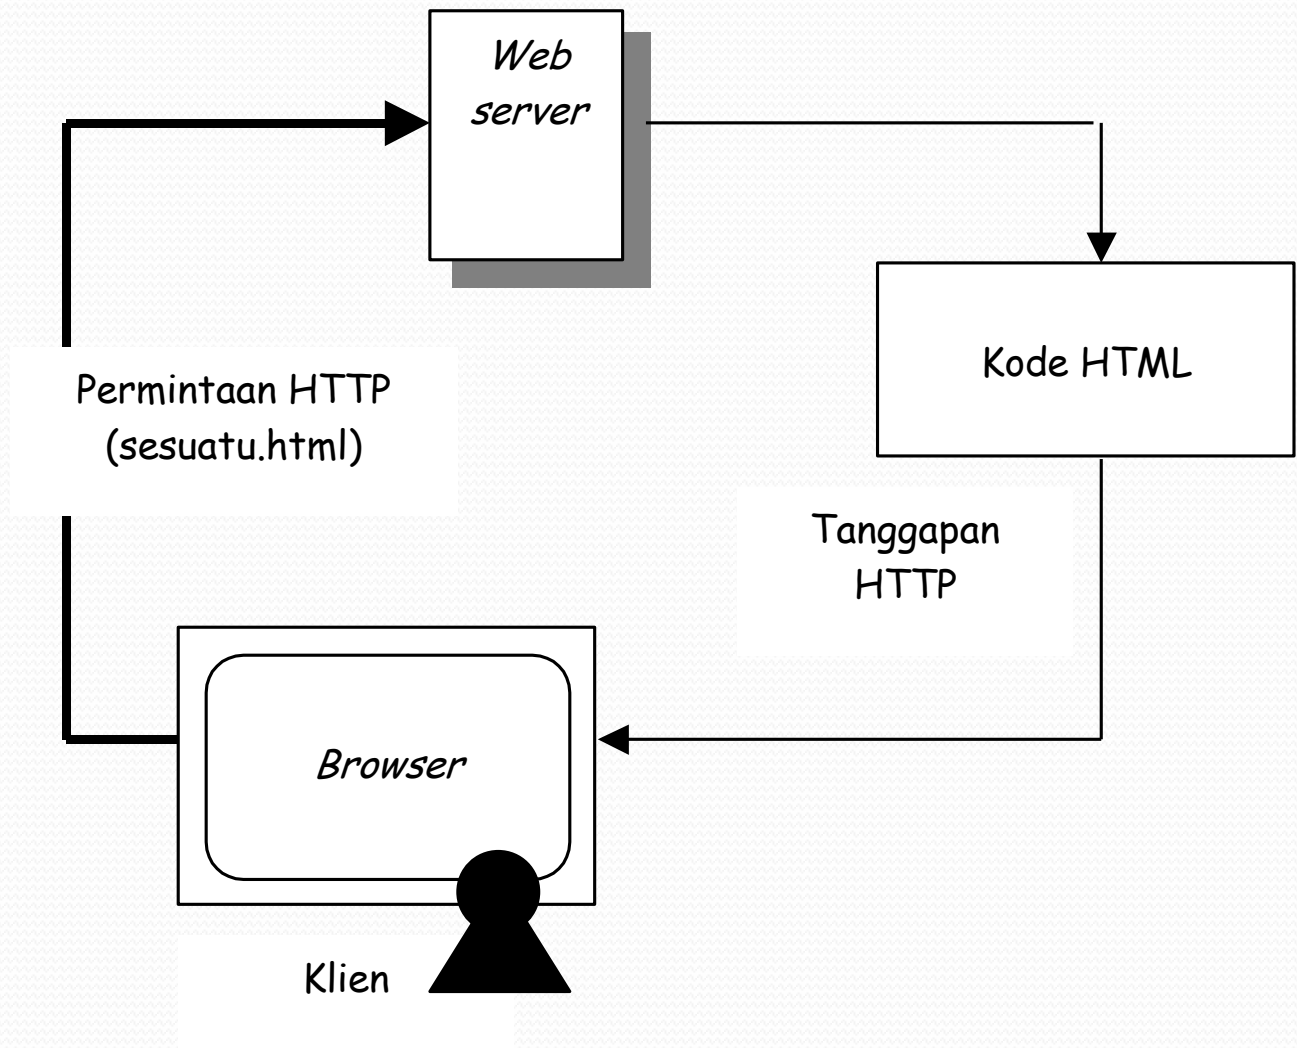 Web
server
Permintaan HTTP
(sesuatu.html)
Kode HTML
Tanggapan
HTTP
Browser
Klien